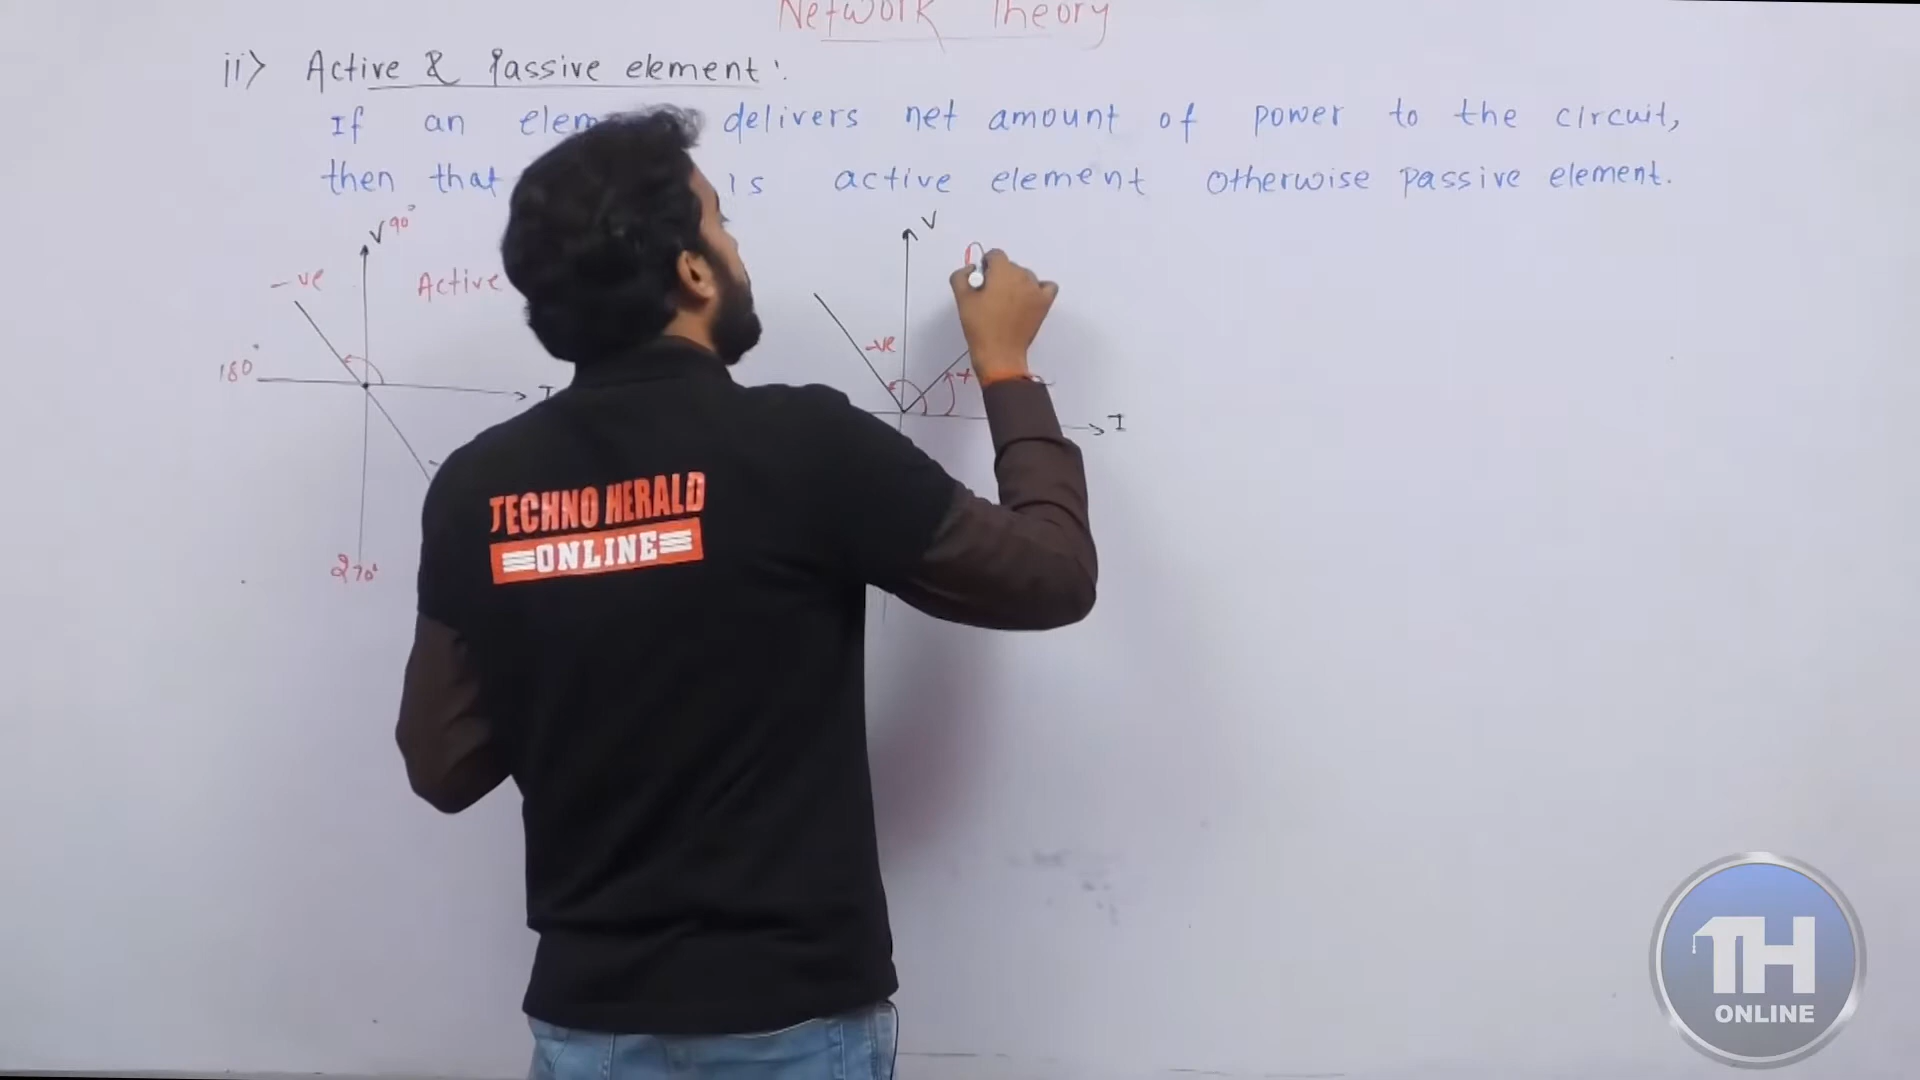 Network Theory
ii> Active & Passive element:
If an elem delivers net amount of power to the circuit,
then that is active element otherwise passive element.
V 90°
V
-ve
Active
-ve
+
180°
I
I
270°
TECHNO HERALD
ONLINE
TH
ONLINE